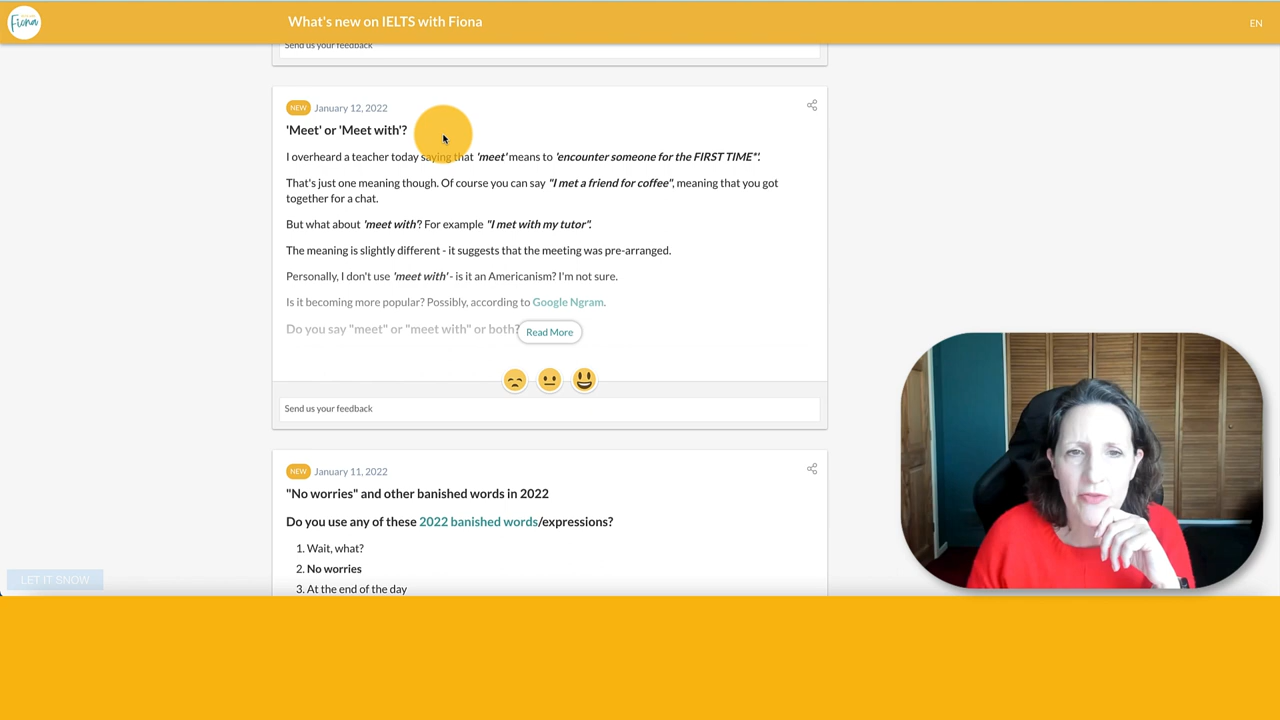 Fiona
What's new on IELTS with Fiona
EN
Send us your feedback
NEW January 12, 2022
'Meet' or 'Meet with'?
I overheard a teacher today saying that 'meet' means to 'encounter someone for the FIRST TIME*'.
That's just one meaning though. Of course you can say "I met a friend for coffee", meaning that you got
together for a chat.
But what about 'meet with'? For example "I met with my tutor".
The meaning is slightly different - it suggests that the meeting was pre-arranged.
Personally, I don't use 'meet with' - is it an Americanism? I'm not sure.
Is it becoming more popular? Possibly, according to Google Ngram.
Do you say "meet" or "meet with" or both?
Read More
Send us your feedback
NEW January 11, 2022
"No worries" and other banished words in 2022
Do you use any of these 2022 banished words/expressions?
1. Wait, what?
2. No worries
3. At the end of the day
LET IT SNOW